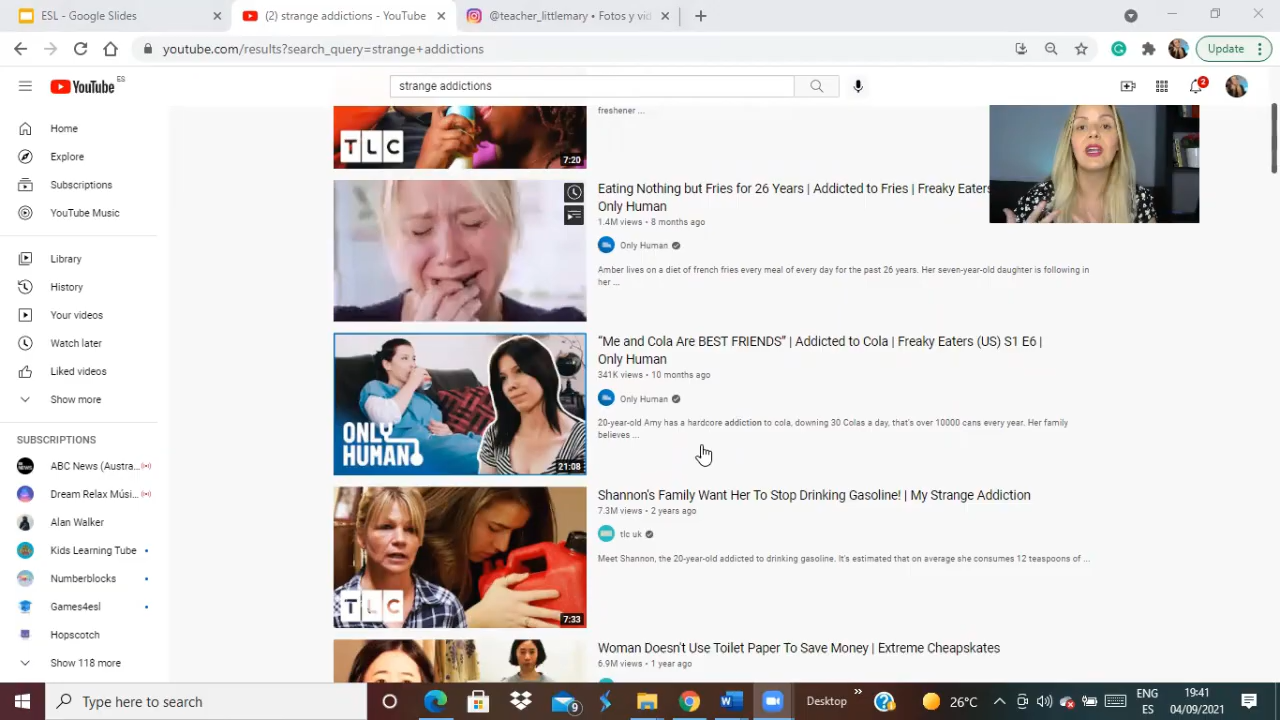 ESL - Google Slides
(2) strange addictions - YouTube
@teacher_littlemary • Fotos y vid
youtube.com/results?search_query=strange+addictions
Update
YouTube ES
strange addictions
2
Home
Explore
Subscriptions
YouTube Music
Library
History
Your videos
Watch later
Liked videos
Show more
SUBSCRIPTIONS
ABC News (Austra...
Dream Relax Músi...
Alan Walker
Kids Learning Tube
Numberblocks
Games4esl
Hopscotch
Show 118 more
TLC
7:20
freshener ...
Eating Nothing but Fries for 26 Years | Addicted to Fries | Freaky Eaters
Only Human
1.4M views • 8 months ago
Only Human
Amber lives on a diet of french fries every meal of every day for the past 26 years. Her seven-year-old daughter is following in
her ...
ONLY
HUMAN
21:08
“Me and Cola Are BEST FRIENDS” | Addicted to Cola | Freaky Eaters (US) S1 E6 |
Only Human
341K views • 10 months ago
Only Human
20-year-old Amy has a hardcore addiction to cola, downing 30 Colas a day, that's over 10000 cans every year. Her family
believes ...
TLC
7:33
Shannon's Family Want Her To Stop Drinking Gasoline! | My Strange Addiction
7.3M views • 2 years ago
tlc uk
Meet Shannon, the 20-year-old addicted to drinking gasoline. It's estimated that on average she consumes 12 teaspoons of ...
Woman Doesn't Use Toilet Paper To Save Money | Extreme Cheapskates
6.9M views • 1 year ago
Type here to search
9
Desktop
26°C
ENG
ES
19:41
04/09/2021